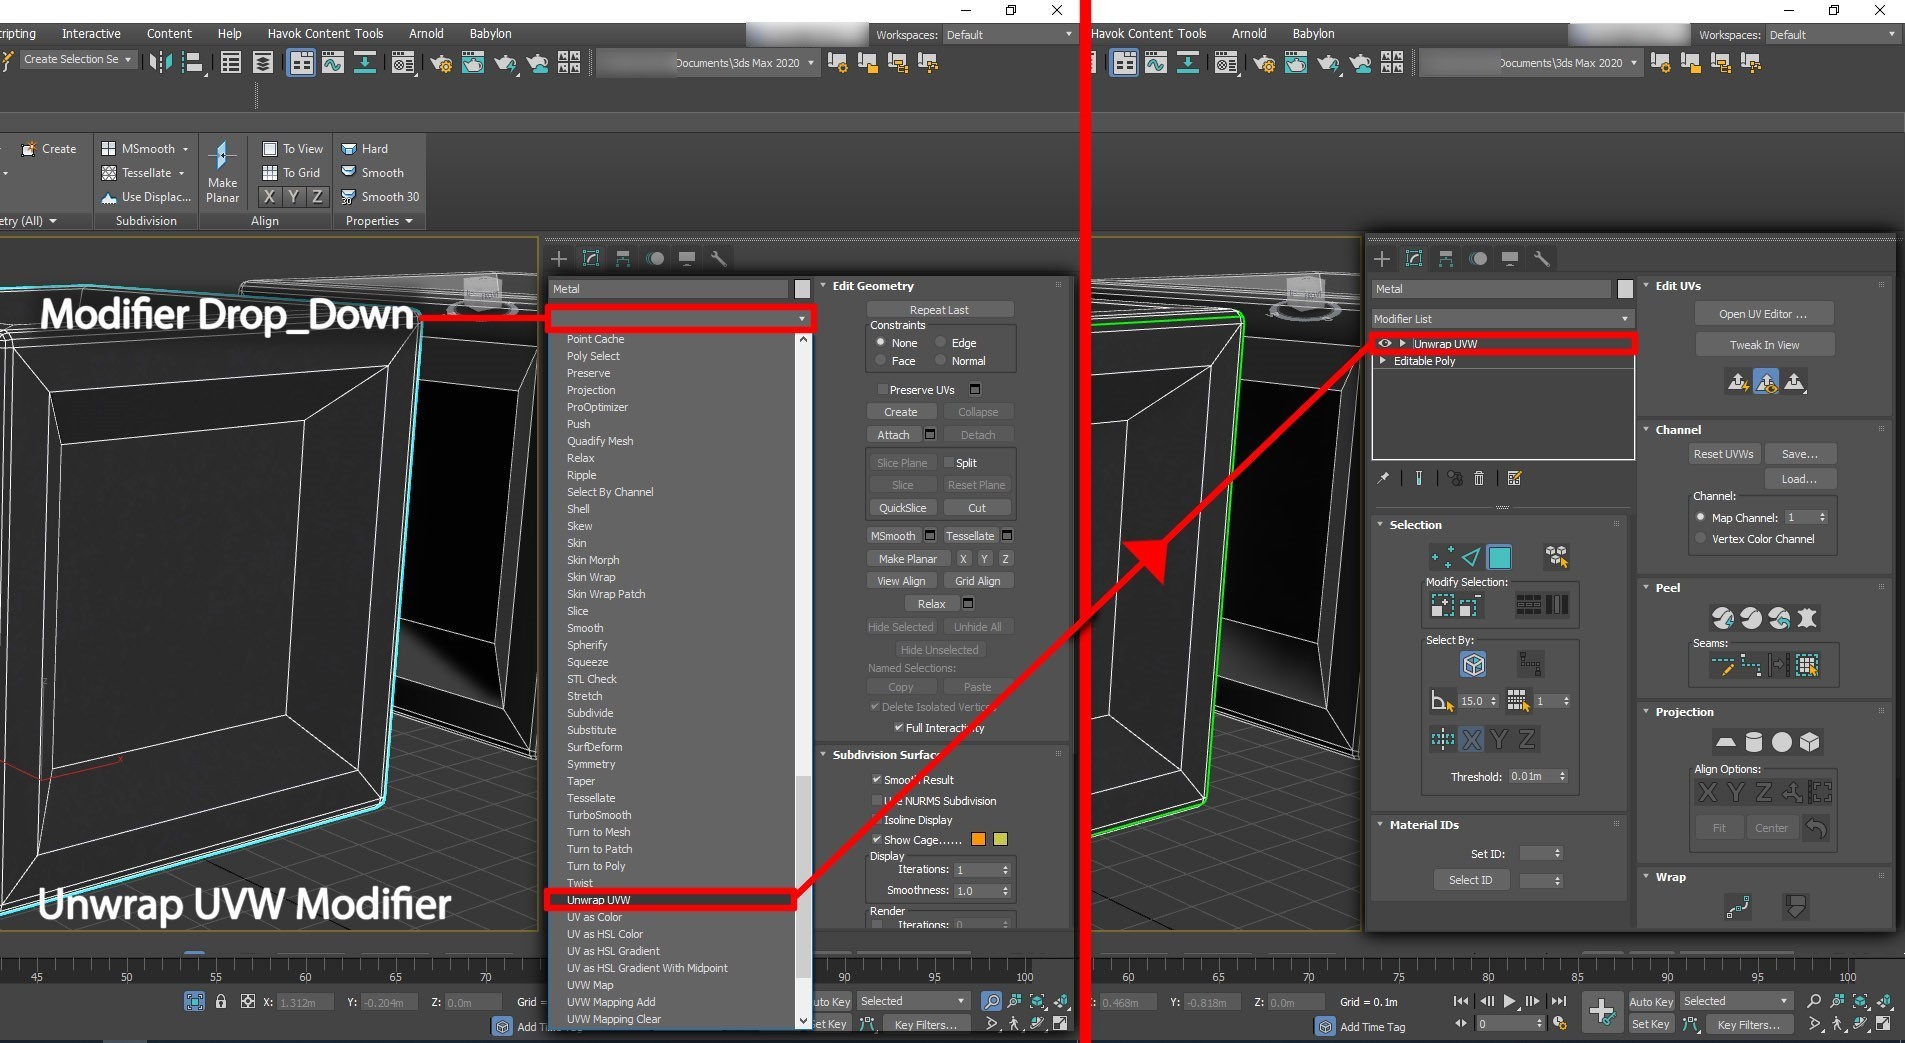 ripting Interactive Content Help Havok Content Tools Arnold Babylon
Workspaces: Default
Create Selection Se
Documents\3ds Max 2020
Create
MSmooth
Tessellate
Use Displac...
Subdivision
Make
Planar
To View
To Grid
X Y Z
Align
Hard
Smooth
Smooth 30
Properties
etry (All)
Modifier Drop_Down
Unwrap UVW Modifier
Metal
Point Cache
Poly Select
Preserve
Projection
ProOptimizer
Push
Quadify Mesh
Relax
Ripple
Select By Channel
Shell
Skew
Skin
Skin Morph
Skin Wrap
Skin Wrap Patch
Slice
Smooth
Spherify
Squeeze
STL Check
Stretch
Subdivide
Substitute
SurfDeform
Symmetry
Taper
Tessellate
TurboSmooth
Turn to Mesh
Turn to Patch
Turn to Poly
Twist
Unwrap UVW
UV as Color
UV as HSL Color
UV as HSL Gradient
UV as HSL Gradient With Midpoint
UVW Map
UVW Mapping Add
UVW Mapping Clear
Edit Geometry
Repeat Last
Constraints
None Edge
Face Normal
Preserve UVs
Create Collapse
Attach Detach
Slice Plane Split
Slice Reset Plane
QuickSlice Cut
MSmooth Tessellate
Make Planar X Y Z
View Align Grid Align
Relax
Hide Selected Unhide All
Hide Unselected
Named Selections:
Copy Paste
Delete Isolated Vertic
Full Interactivity
Subdivision Surfac
Smooth Result
Use NURMS Subdivision
Isoline Display
Show Cage......
Display
Iterations: 1
Smoothness: 1.0
Render
Iterations: 0
45 50 55 60 65 70 90 95 100
X: 1.312m Y: -0.204m Z: 0.0m Grid =
Add Time
uto Key Selected
et Key Key Filters...
Havok Content Tools Arnold Babylon
Workspaces: Default
Documents\3ds Max 2020
Metal
Modifier List
Unwrap UVW
Editable Poly
Selection
Modify Selection:
Select By:
15.0 1
X Y Z
Threshold: 0.01m
Material IDs
Set ID:
Select ID
Edit UVs
Open UV Editor ...
Tweak In View
Channel
Reset UVWs Save...
Load...
Channel:
Map Channel: 1
Vertex Color Channel
Peel
Seams:
Projection
Align Options:
X Y Z
Fit Center
Wrap
60 65 70 75 80 85 90 95 100
: 0.468m Y: -0.818m Z: 0.0m Grid = 0.1m
Add Time Tag
0
Auto Key Selected
Set Key Key Filters...